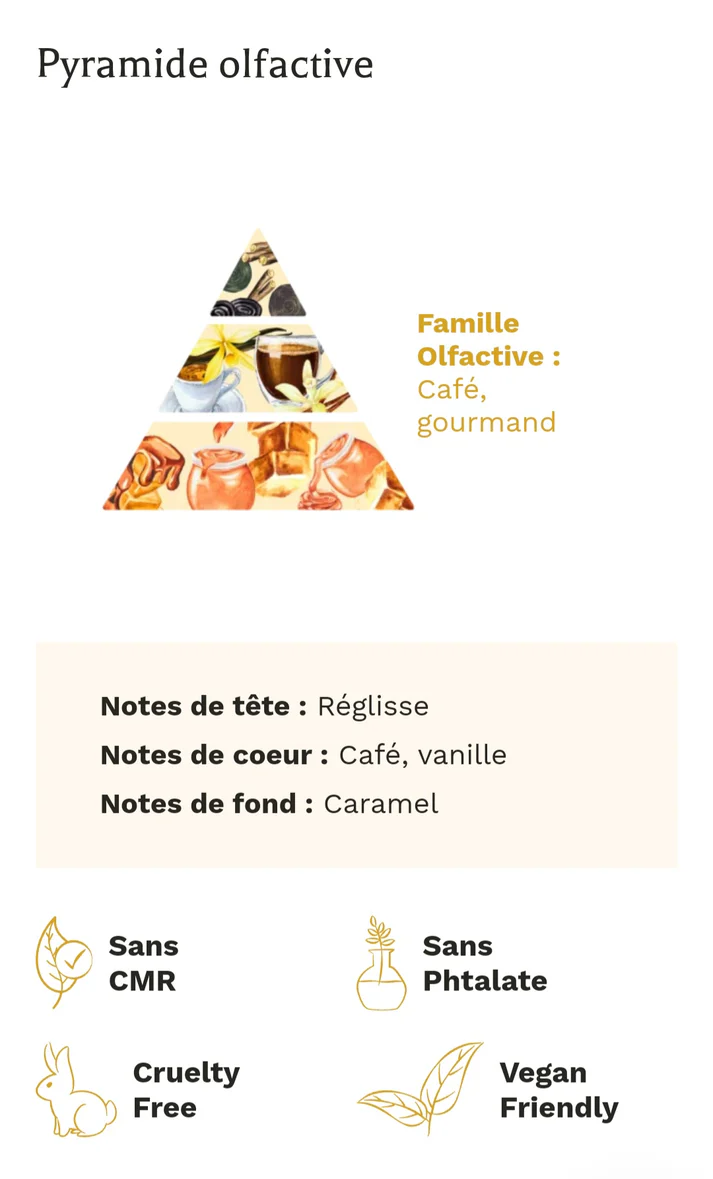 Pyramide olfactive
Famille
Olfactive :
Café,
gourmand
Notes de tête : Réglisse
Notes de coeur : Café, vanille
Notes de fond : Caramel
Sans
CMR
Sans
Phtalate
Cruelty
Free
Vegan
Friendly